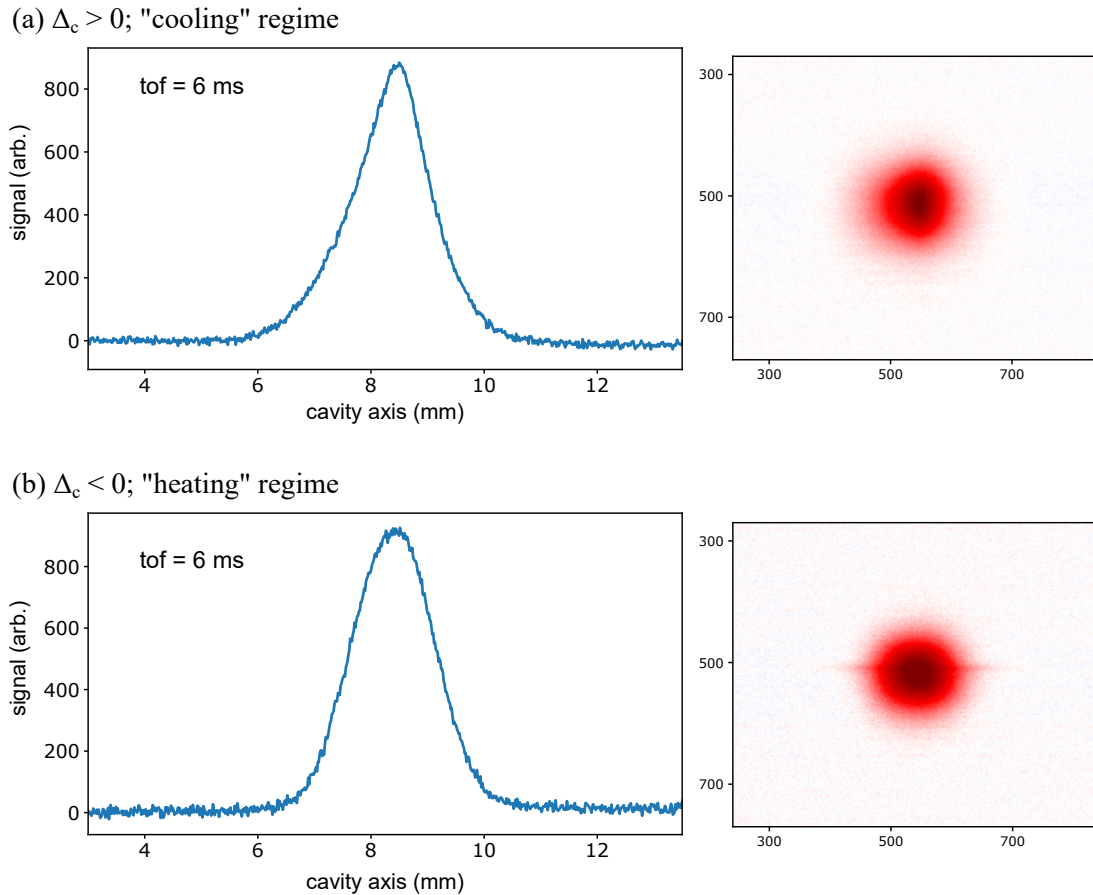 (a) Δc > 0; "cooling" regime
tof = 6 ms
signal (arb.)
800
600
400
200
0
4 6 8 10 12
cavity axis (mm)
300
500
700
300 500 700
(b) Δc < 0; "heating" regime
tof = 6 ms
signal (arb.)
800
600
400
200
0
4 6 8 10 12
cavity axis (mm)
300
500
700
300 500 700